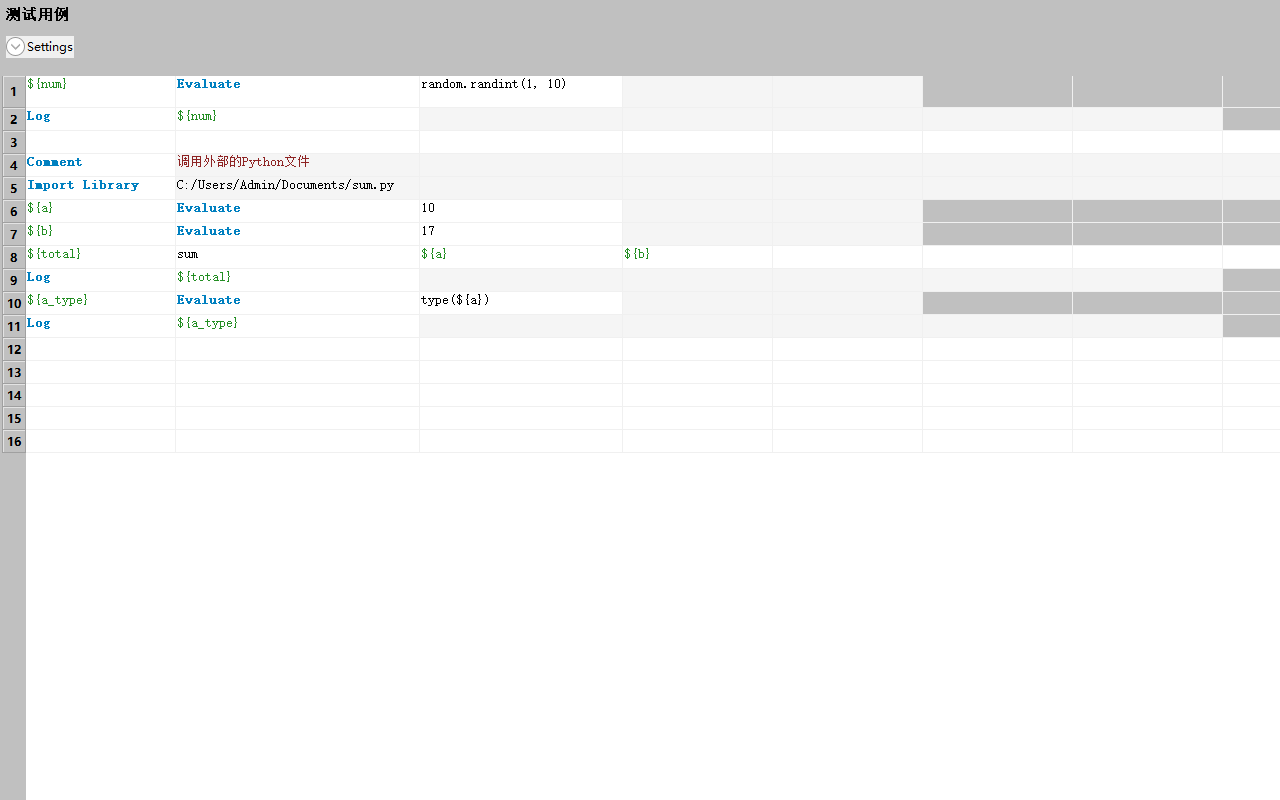 测试用例
Settings
1 ${num} Evaluate random.randint(1, 10)
2 Log ${num}
3
4 Comment 调用外部的Python文件
5 Import Library C:/Users/Admin/Documents/sum.py
6 ${a} Evaluate 10
7 ${b} Evaluate 17
8 ${total} sum ${a} ${b}
9 Log ${total}
10 ${a_type} Evaluate type(${a})
11 Log ${a_type}
12
13
14
15
16